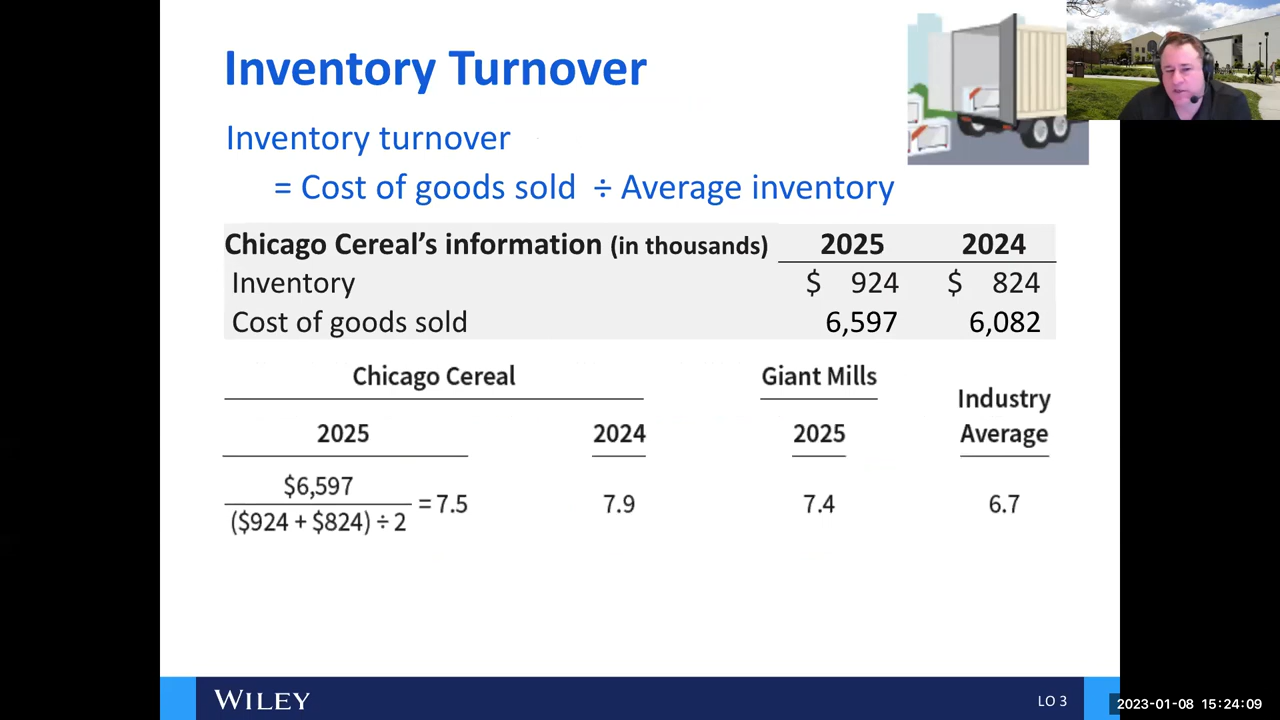 Inventory Turnover
Inventory turnover
= Cost of goods sold ÷ Average inventory
Chicago Cereal's information (in thousands) 2025 2024
Inventory $ 924 $ 824
Cost of goods sold 6,597 6,082
Chicago Cereal Giant Mills Industry
2025 2024 2025 Average
$6,597
($924 + $824) ÷ 2 = 7.5 7.9 7.4 6.7
WILEY LO 3
2023-01-08 15:24:09